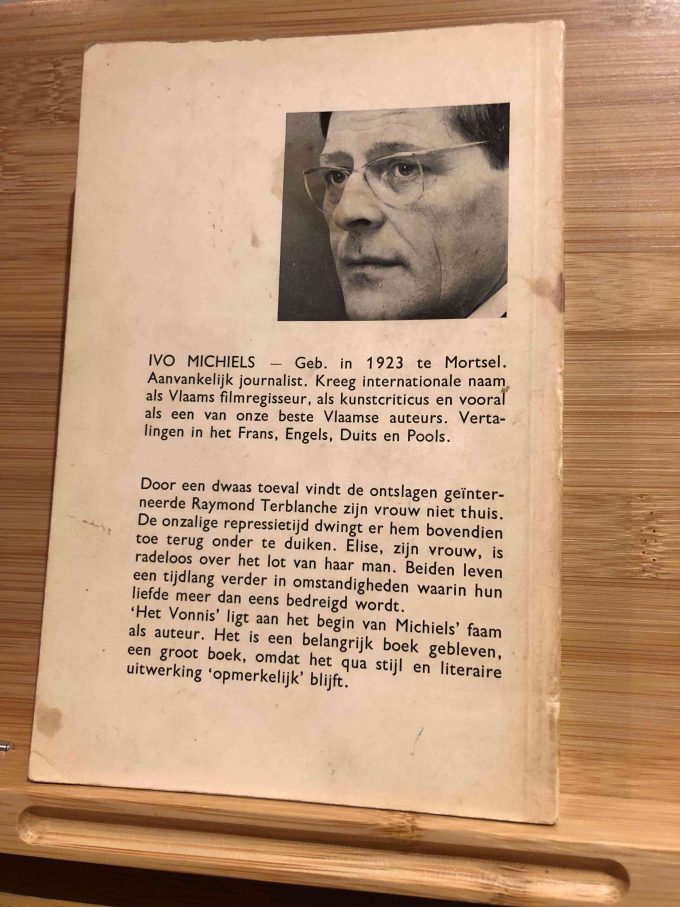 IVO MICHIELS — Geb. in 1923 te Mortsel.
Aanvankelijk journalist. Kreeg internationale naam
als Vlaams filmregisseur, als kunstcriticus en vooral
als een van onze beste Vlaamse auteurs. Verta-
lingen in het Frans, Engels, Duits en Pools.
Door een dwaas toeval vindt de ontslagen geïnter-
neerde Raymond Terblanche zijn vrouw niet thuis.
De onzalige repressietijd dwingt er hem bovendien
toe terug onder te duiken. Elise, zijn vrouw, is
radeloos over het lot van haar man. Beiden leven
een tijdlang verder in omstandigheden waarin hun
liefde meer dan eens bedreigd wordt.
'Het Vonnis' ligt aan het begin van Michiels' faam
als auteur. Het is een belangrijk boek gebleven,
een groot boek, omdat het qua stijl en literaire
uitwerking 'opmerkelijk' blijft.